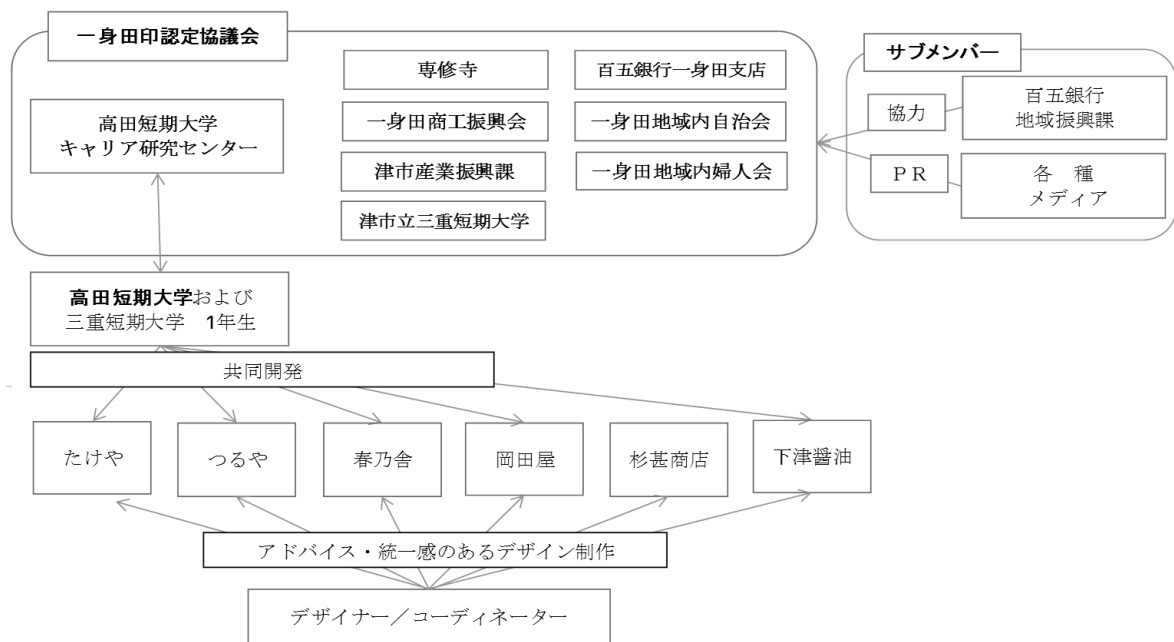 一身田印認定協議会
高田短期大学
キャリア研究センター
専修寺
百五銀行一身田支店
一身田商工振興会
一身田地域内自治会
津市産業振興課
一身田地域内婦人会
津市立三重短期大学
サブメンバー
協力
百五銀行
地域振興課
ＰＲ
各　種
メディア
高田短期大学および
三重短期大学　1年生
共同開発
たけや
つるや
春乃舎
岡田屋
杉甚商店
下津醤油
アドバイス・統一感のあるデザイン制作
デザイナー／コーディネーター